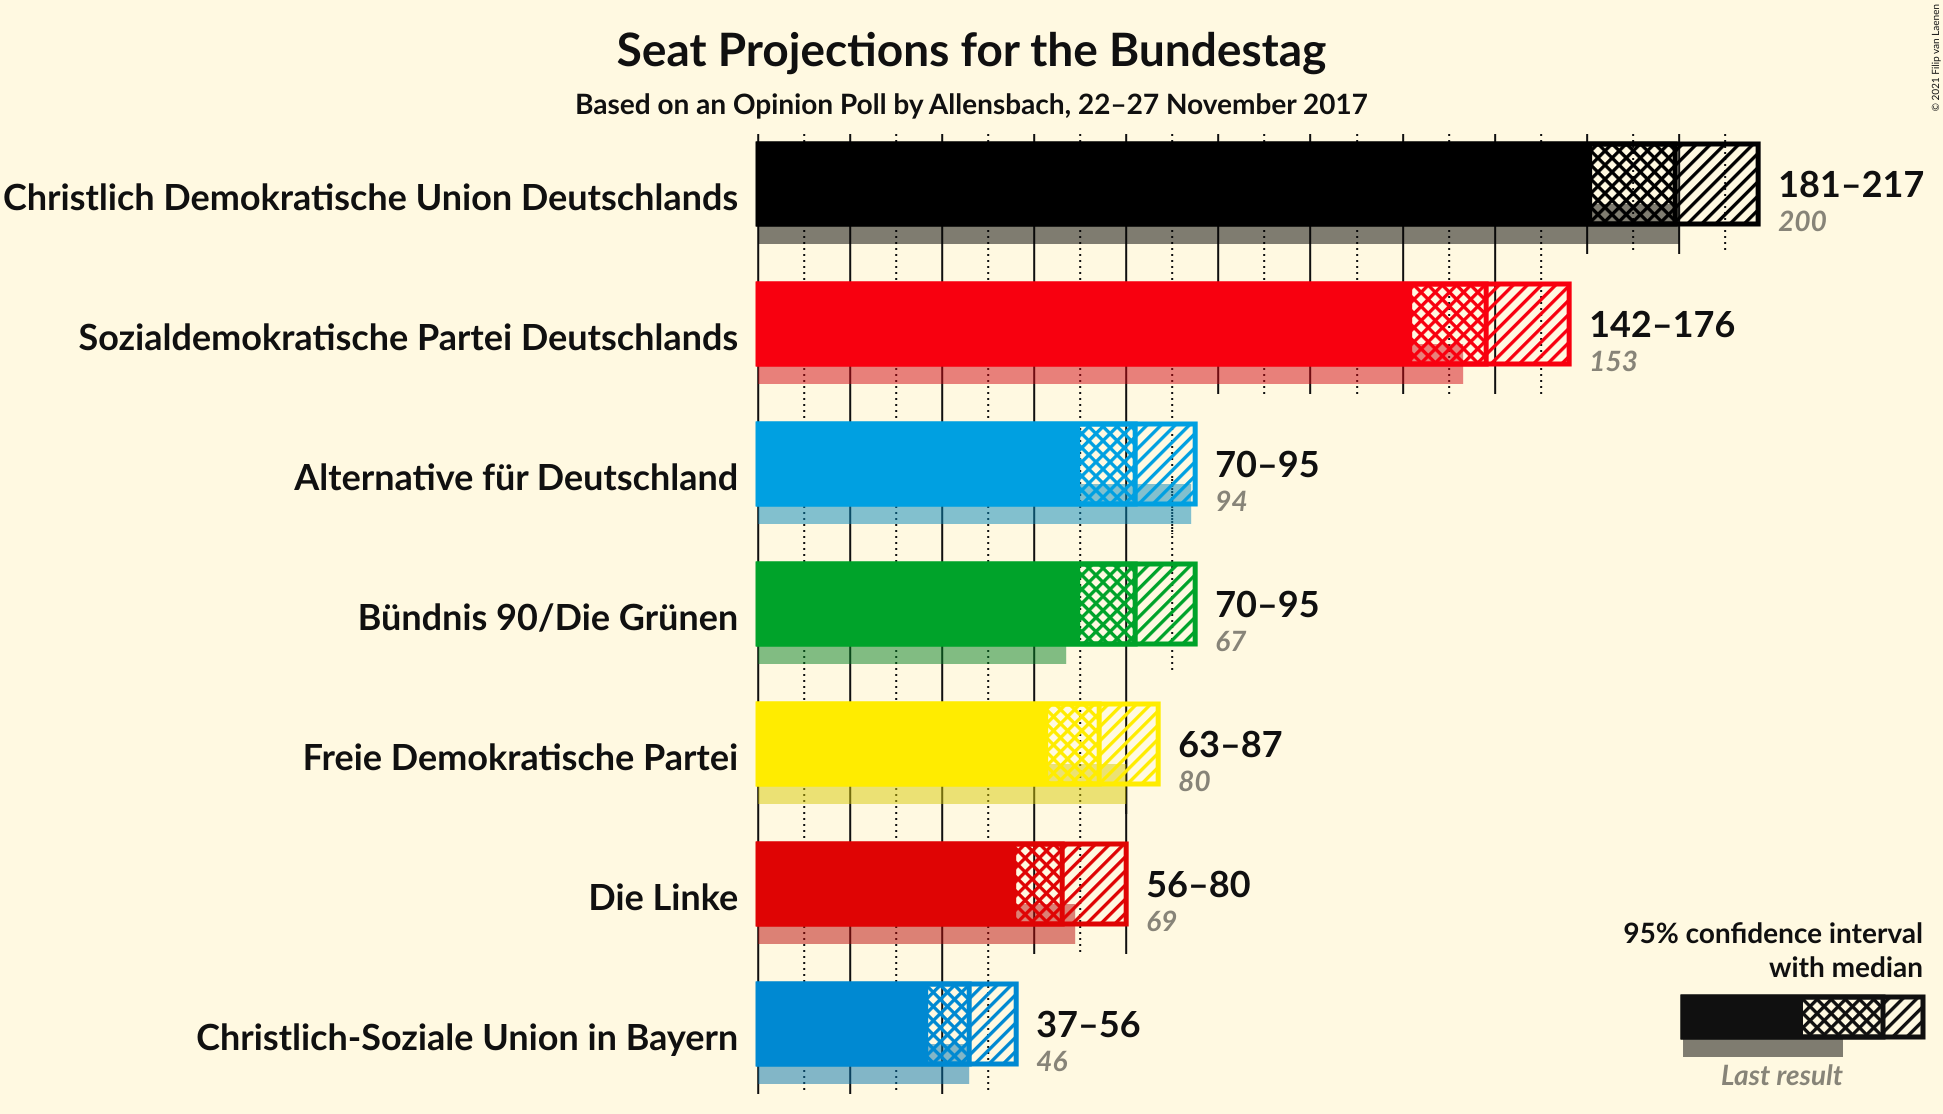 Seat Projections for the Bundestag
Based on an Opinion Poll by Allensbach, 22–27 November 2017
© 2021 Filip van Laenen
Christlich Demokratische Union Deutschlands
181–217
200
Sozialdemokratische Partei Deutschlands
142–176
153
Alternative für Deutschland
70–95
94
Bündnis 90/Die Grünen
70–95
67
Freie Demokratische Partei
63–87
80
Die Linke
56–80
69
Christlich-Soziale Union in Bayern
37–56
46
95% confidence interval
with median
Last result